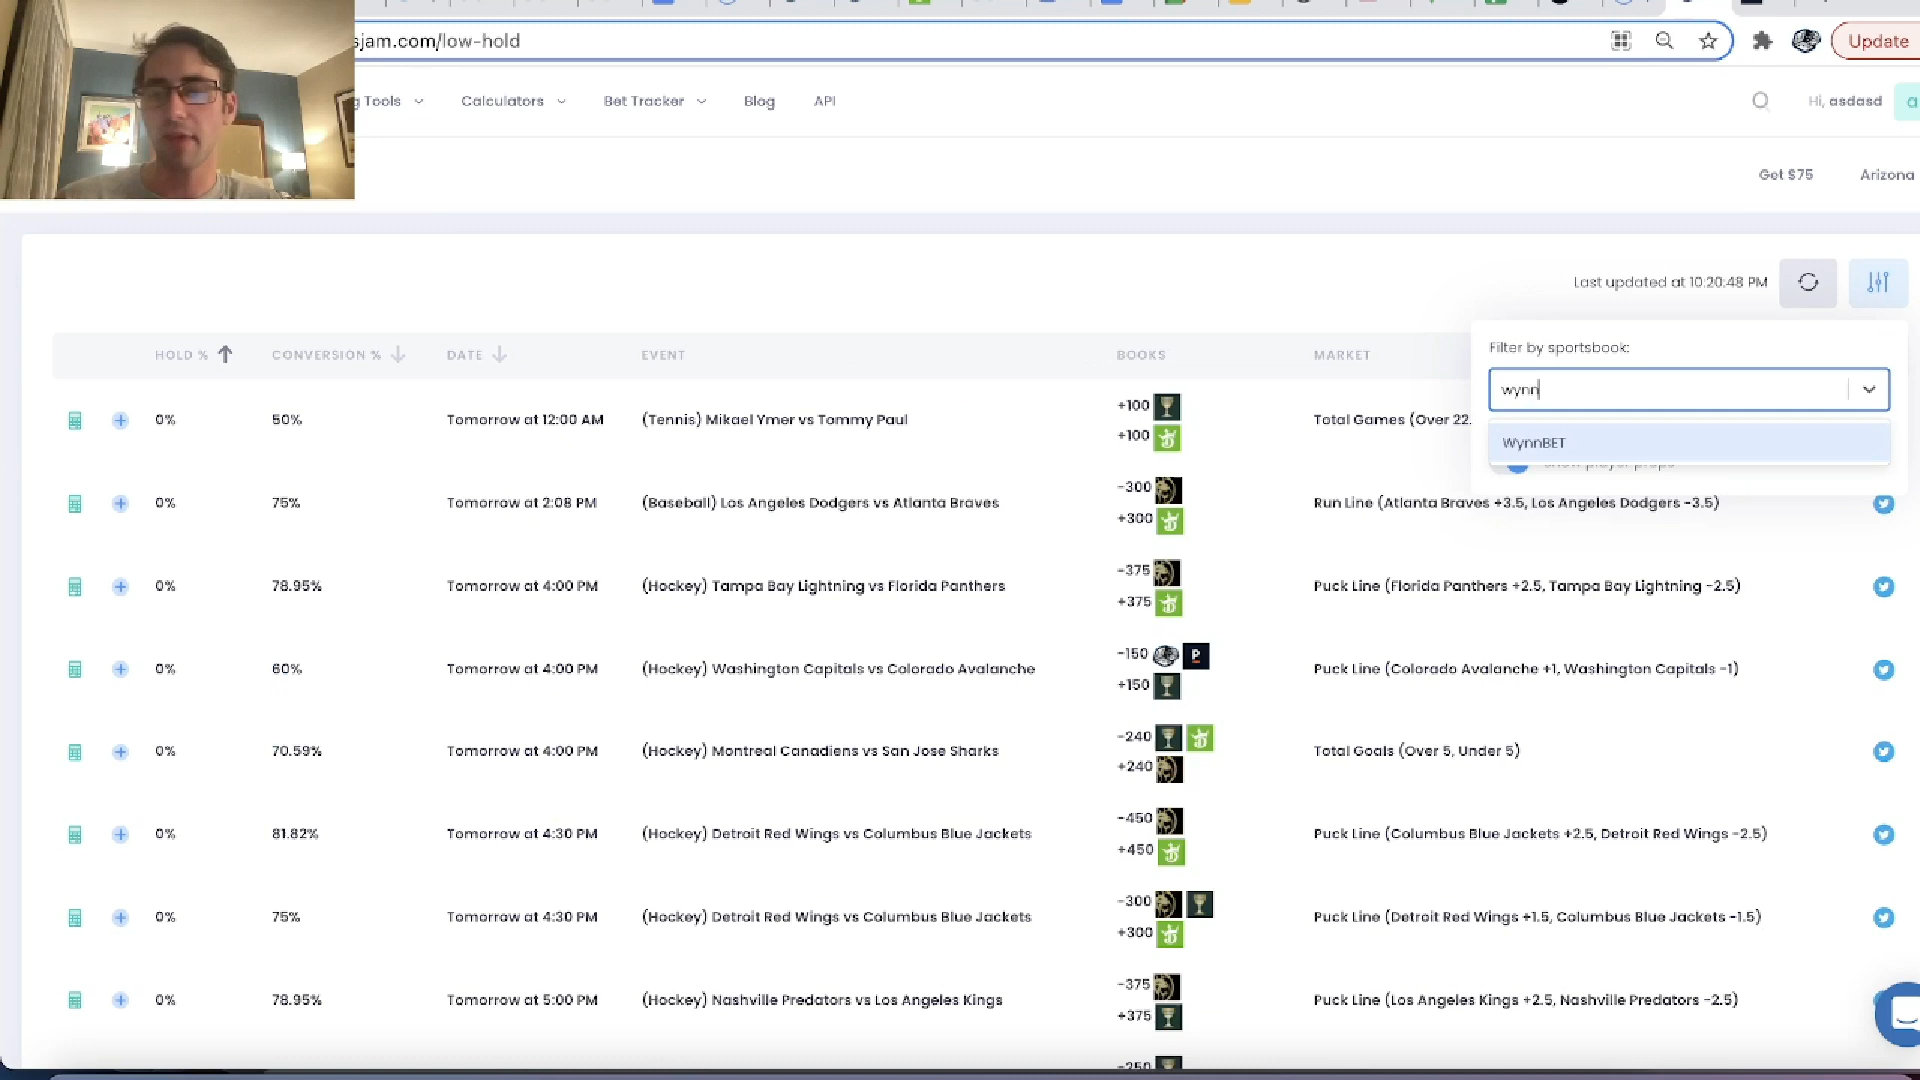 sjam.com/low-hold
Update
g Tools
Calculators
Bet Tracker
Blog
API
Hi, asdasd
a
Get $75
Arizona
Last updated at 10:20:48 PM
HOLD %
CONVERSION %
DATE
EVENT
BOOKS
MARKET
Filter by sportsbook:
wynn
WynnBET
show player props
0%
50%
Tomorrow at 12:00 AM
(Tennis) Mikael Ymer vs Tommy Paul
+100
+100
Total Games (Over 22.
0%
75%
Tomorrow at 2:08 PM
(Baseball) Los Angeles Dodgers vs Atlanta Braves
-300
+300
Run Line (Atlanta Braves +3.5, Los Angeles Dodgers -3.5)
0%
78.95%
Tomorrow at 4:00 PM
(Hockey) Tampa Bay Lightning vs Florida Panthers
-375
+375
Puck Line (Florida Panthers +2.5, Tampa Bay Lightning -2.5)
0%
60%
Tomorrow at 4:00 PM
(Hockey) Washington Capitals vs Colorado Avalanche
-150
P
+150
Puck Line (Colorado Avalanche +1, Washington Capitals -1)
0%
70.59%
Tomorrow at 4:00 PM
(Hockey) Montreal Canadiens vs San Jose Sharks
-240
+240
Total Goals (Over 5, Under 5)
0%
81.82%
Tomorrow at 4:30 PM
(Hockey) Detroit Red Wings vs Columbus Blue Jackets
-450
+450
Puck Line (Columbus Blue Jackets +2.5, Detroit Red Wings -2.5)
0%
75%
Tomorrow at 4:30 PM
(Hockey) Detroit Red Wings vs Columbus Blue Jackets
-300
+300
Puck Line (Detroit Red Wings +1.5, Columbus Blue Jackets -1.5)
0%
78.95%
Tomorrow at 5:00 PM
(Hockey) Nashville Predators vs Los Angeles Kings
-375
+375
Puck Line (Los Angeles Kings +2.5, Nashville Predators -2.5)
-250